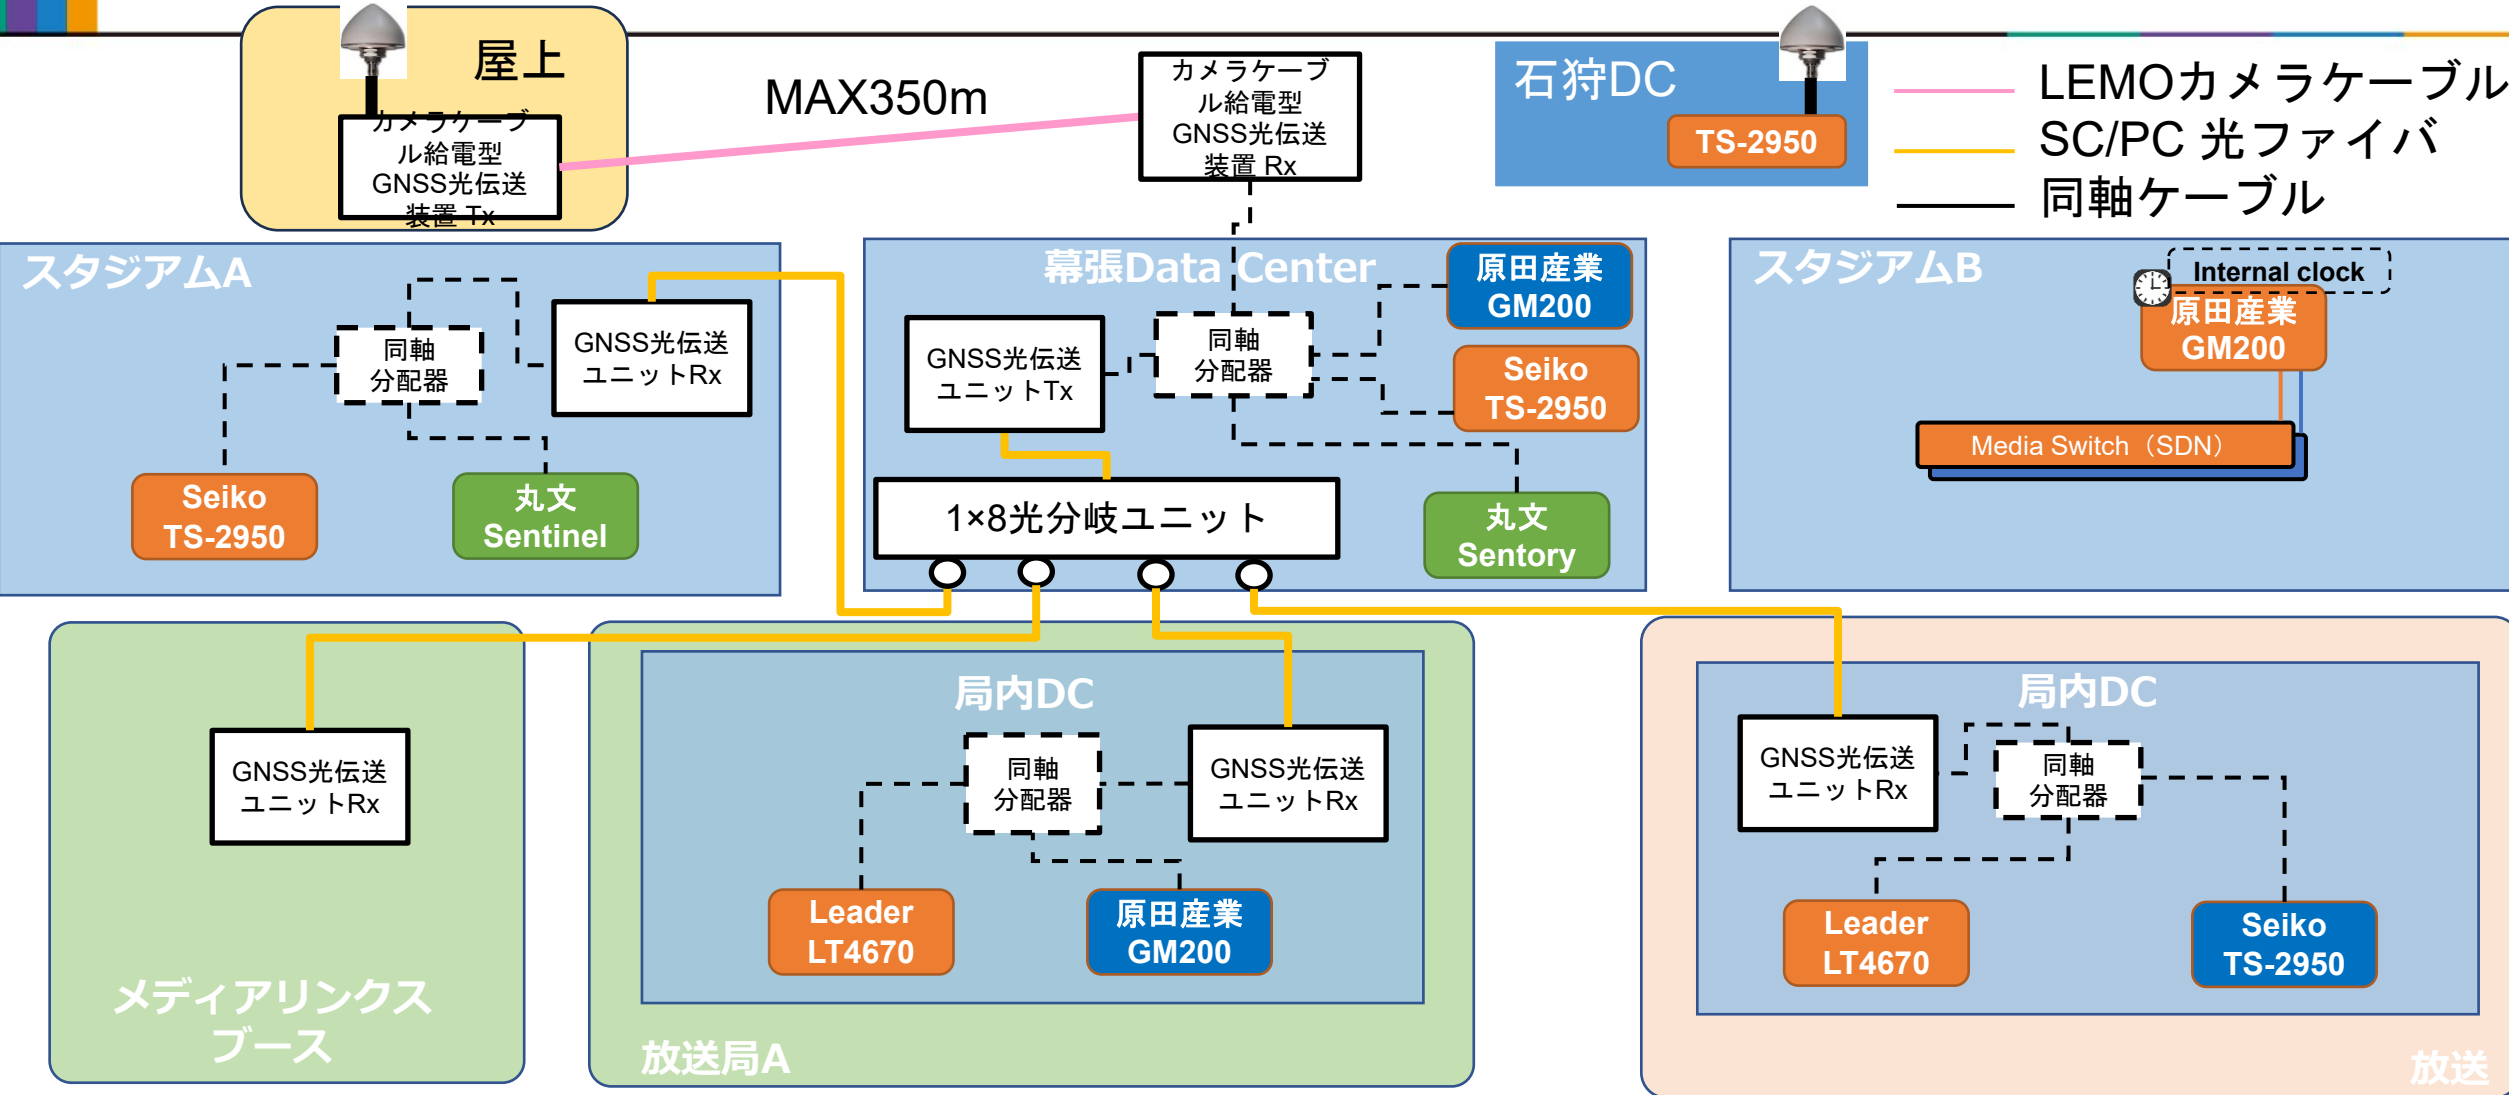 屋上
カメラケーブ
ル給電型
GNSS光伝送
装置 Tx
MAX350m
カメラケーブ
ル給電型
GNSS光伝送
装置 Rx
石狩DC
TS-2950
LEMOカメラケーブル
SC/PC 光ファイバ
同軸ケーブル
スタジアムA
同軸
分配器
GNSS光伝送
ユニットRx
Seiko
TS-2950
丸文
Sentinel
幕張Data Center
GNSS光伝送
ユニットTx
同軸
分配器
原田産業
GM200
Seiko
TS-2950
1×8光分岐ユニット
丸文
Sentory
スタジアムB
Internal clock
原田産業
GM200
Media Switch（SDN）
GNSS光伝送
ユニットRx
メディアリンクス
ブース
局内DC
同軸
分配器
GNSS光伝送
ユニットRx
Leader
LT4670
原田産業
GM200
放送局A
局内DC
GNSS光伝送
ユニットRx
同軸
分配器
Leader
LT4670
Seiko
TS-2950
放送